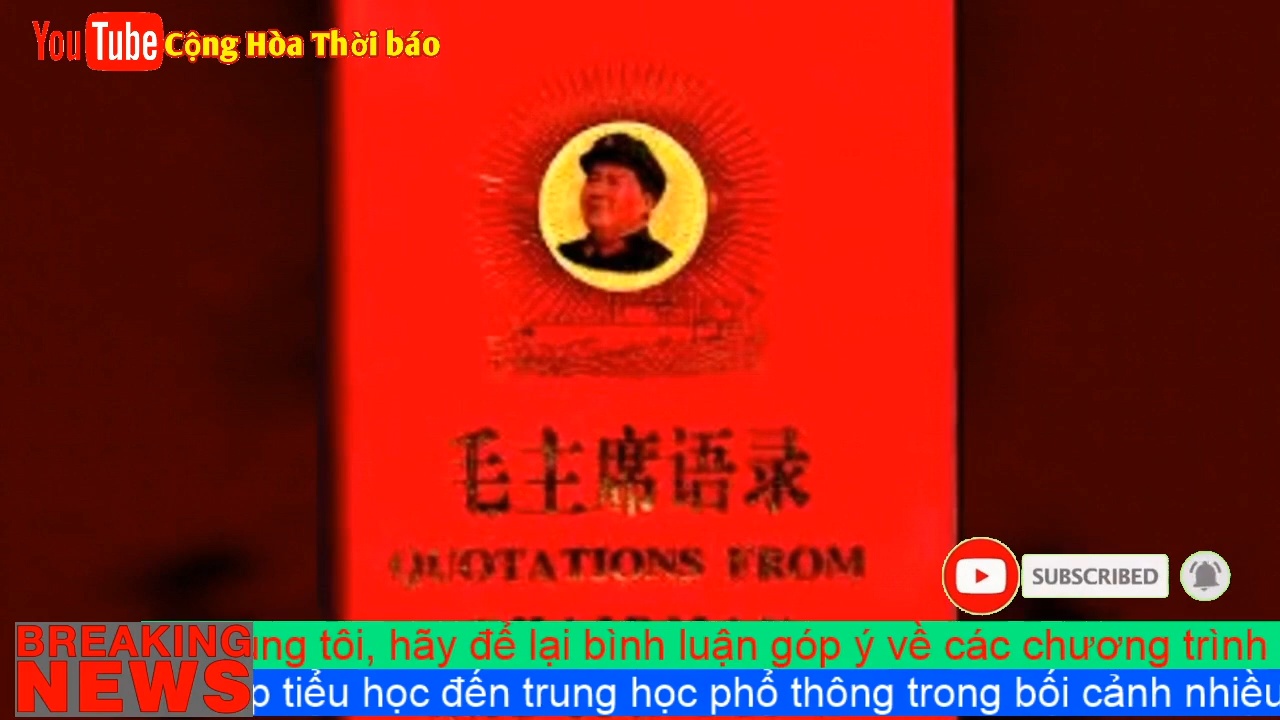 YouTube Cộng Hòa Thời báo
毛主席语录
QUOTATIONS FROM
SUBSCRIBED
BREAKING
NEWS
tôi, hãy để lại bình luận góp ý về các chương trình
tiểu học đến trung học phổ thông trong bối cảnh nhiều